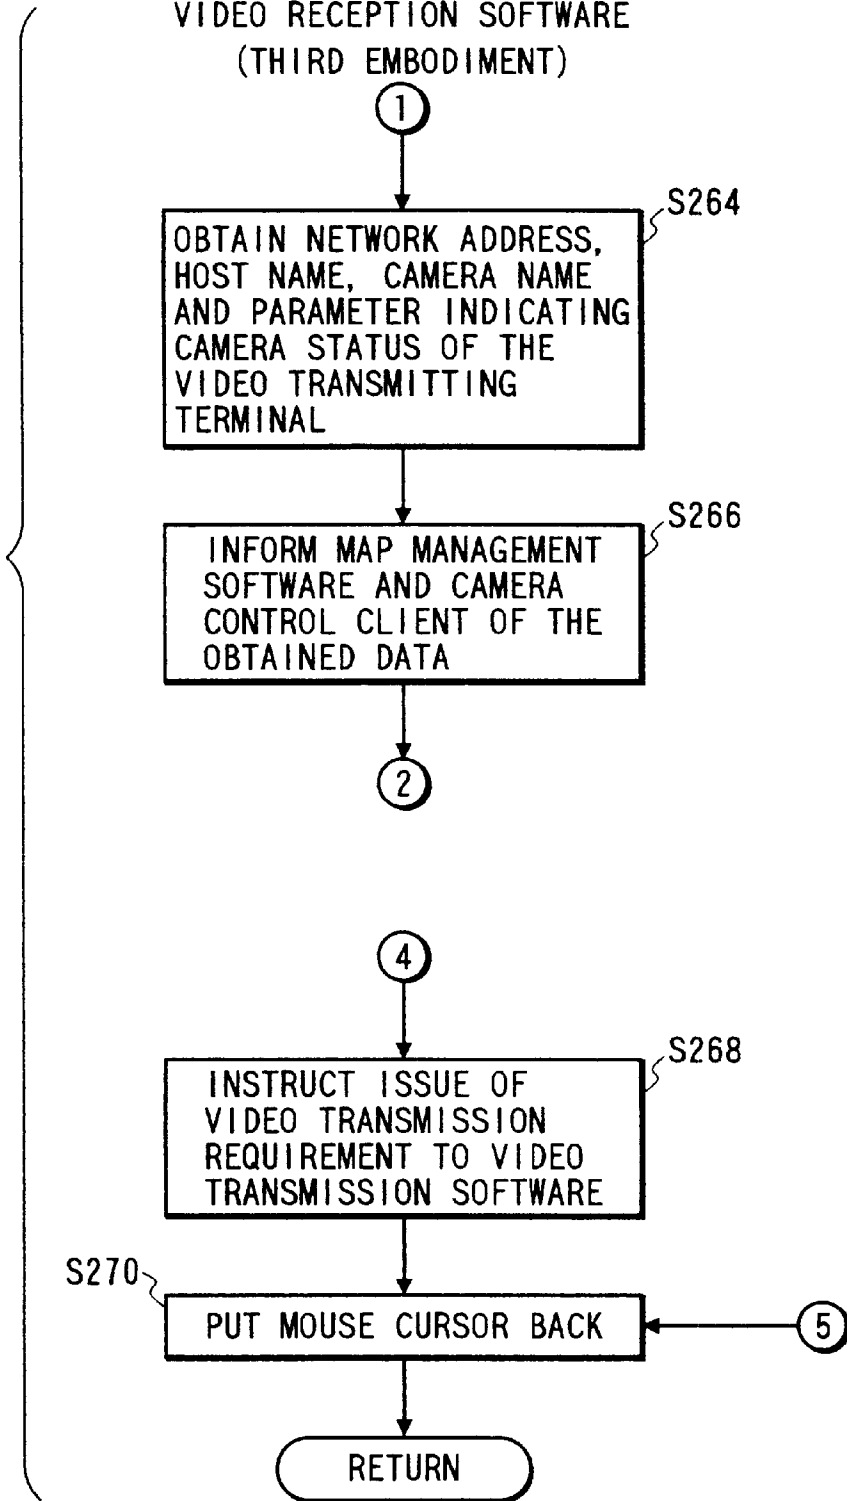 VIDEO RECEPTION SOFTWARE
(THIRD EMBODIMENT)
1
S264
OBTAIN NETWORK ADDRESS,
HOST NAME, CAMERA NAME
AND PARAMETER INDICATING
CAMERA STATUS OF THE
VIDEO TRANSMITTING
TERMINAL
S266
INFORM MAP MANAGEMENT
SOFTWARE AND CAMERA
CONTROL CLIENT OF THE
OBTAINED DATA
2
4
S268
INSTRUCT ISSUE OF
VIDEO TRANSMISSION
REQUIREMENT TO VIDEO
TRANSMISSION SOFTWARE
S270
PUT MOUSE CURSOR BACK
5
RETURN